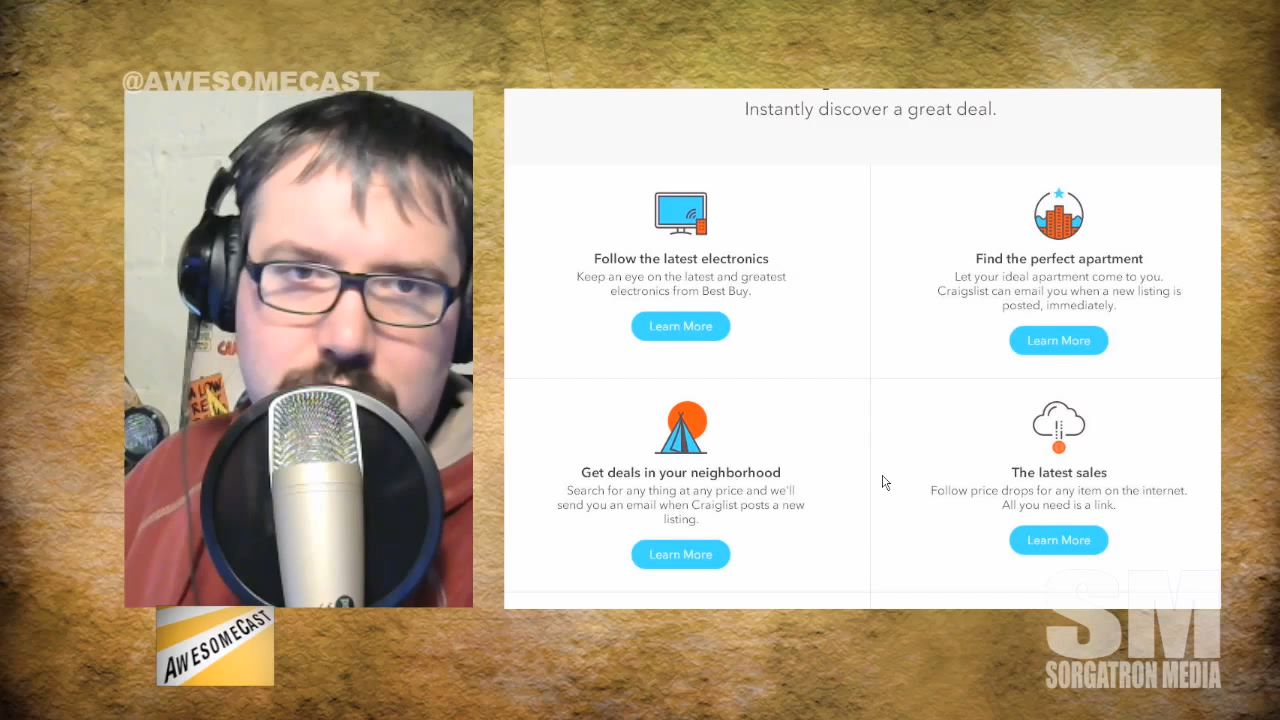 @AWESOMECAST
Instantly discover a great deal.
Follow the latest electronics
Keep an eye on the latest and greatest
electronics from Best Buy.
Learn More
Find the perfect apartment
Let your ideal apartment come to you.
Craigslist can email you when a new listing is
posted, immediately.
Learn More
Get deals in your neighborhood
Search for any thing at any price and we'll
send you an email when Craiglist posts a new
listing.
Learn More
The latest sales
Follow price drops for any item on the internet.
All you need is a link.
Learn More
AWESOMECAST
SM
SORGATRON MEDIA